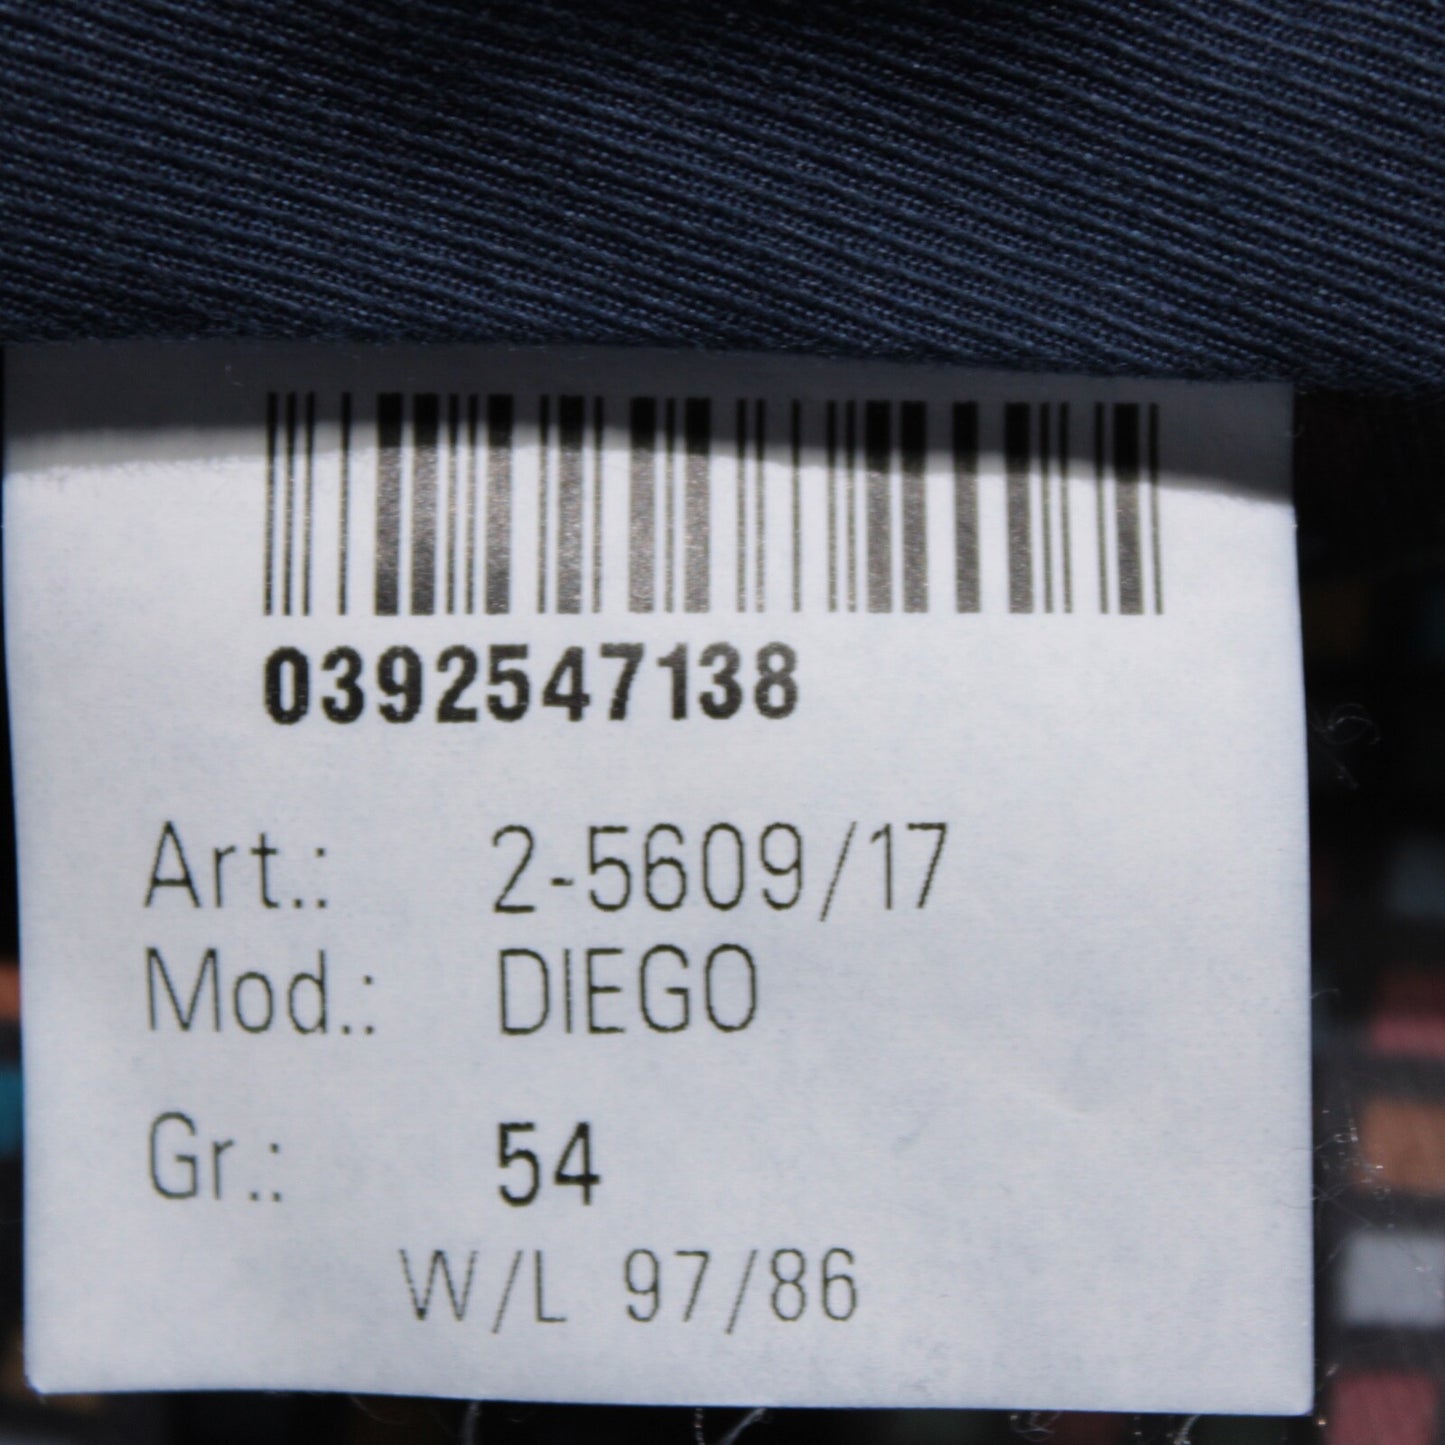 0392547138
Art.: 2-5609/17
Mod.: DIEGO
Gr.: 54
W/L 97/86